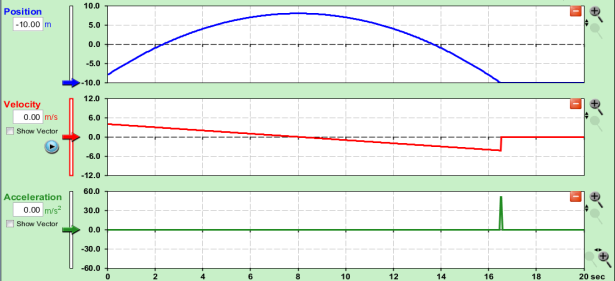 Position
-10.00 m
10.0
5.0
0.0
-5.0
-10.0
Velocity
0.00 m/s
Show Vector
12.0
6.0
0.0
-6.0
-12.0
Acceleration
0.00 m/s²
Show Vector
60.0
30.0
0.0
-30.0
-60.0
0 2 4 6 8 10 12 14 16 18 20 sec